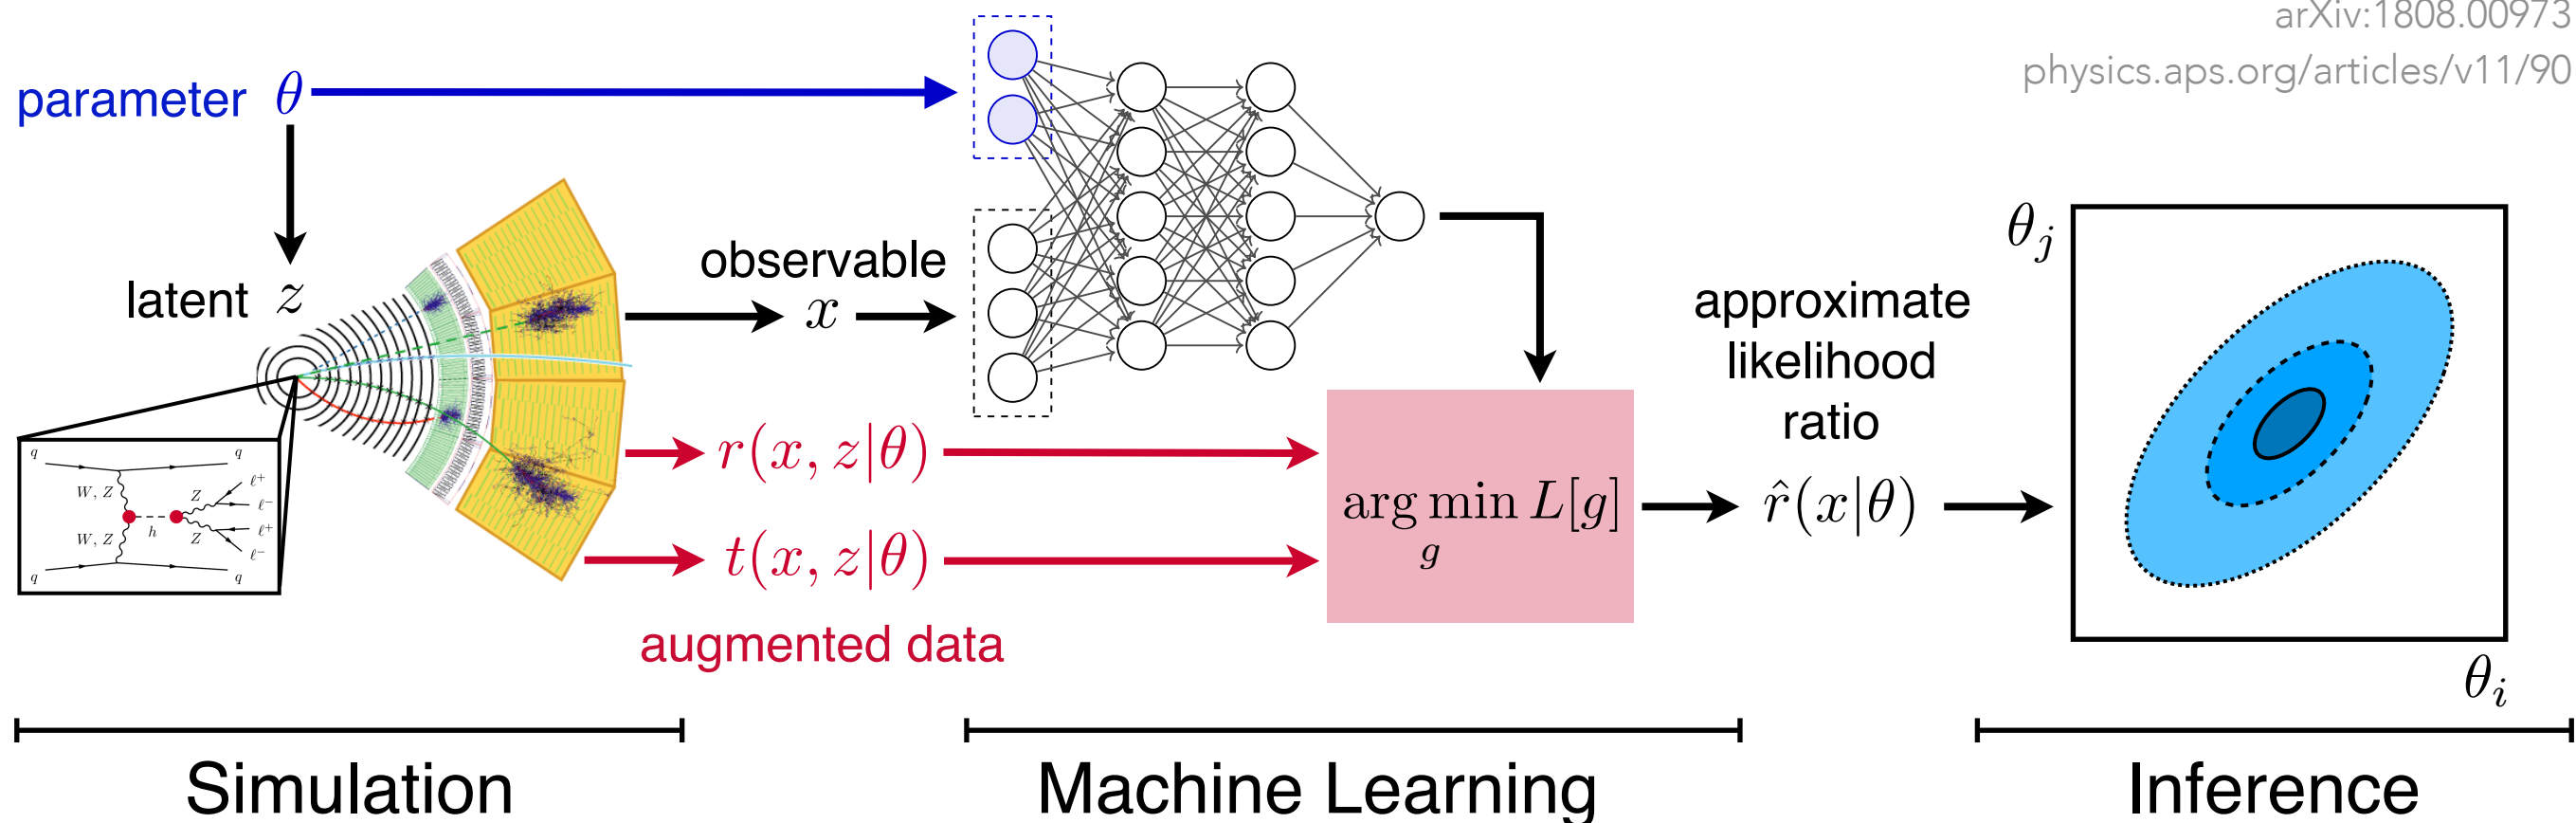 arXiv:1808.00973
physics.aps.org/articles/v11/90
parameter θ
latent z
observable
x
r(x, z|θ)
t(x, z|θ)
augmented data
arg min L[g]
g
approximate
likelihood
ratio
r̂(x|θ)
θj
θi
q
q
W, Z
Z
ℓ+
ℓ−
h
W, Z
Z
ℓ+
ℓ−
q
q
Simulation
Machine Learning
Inference